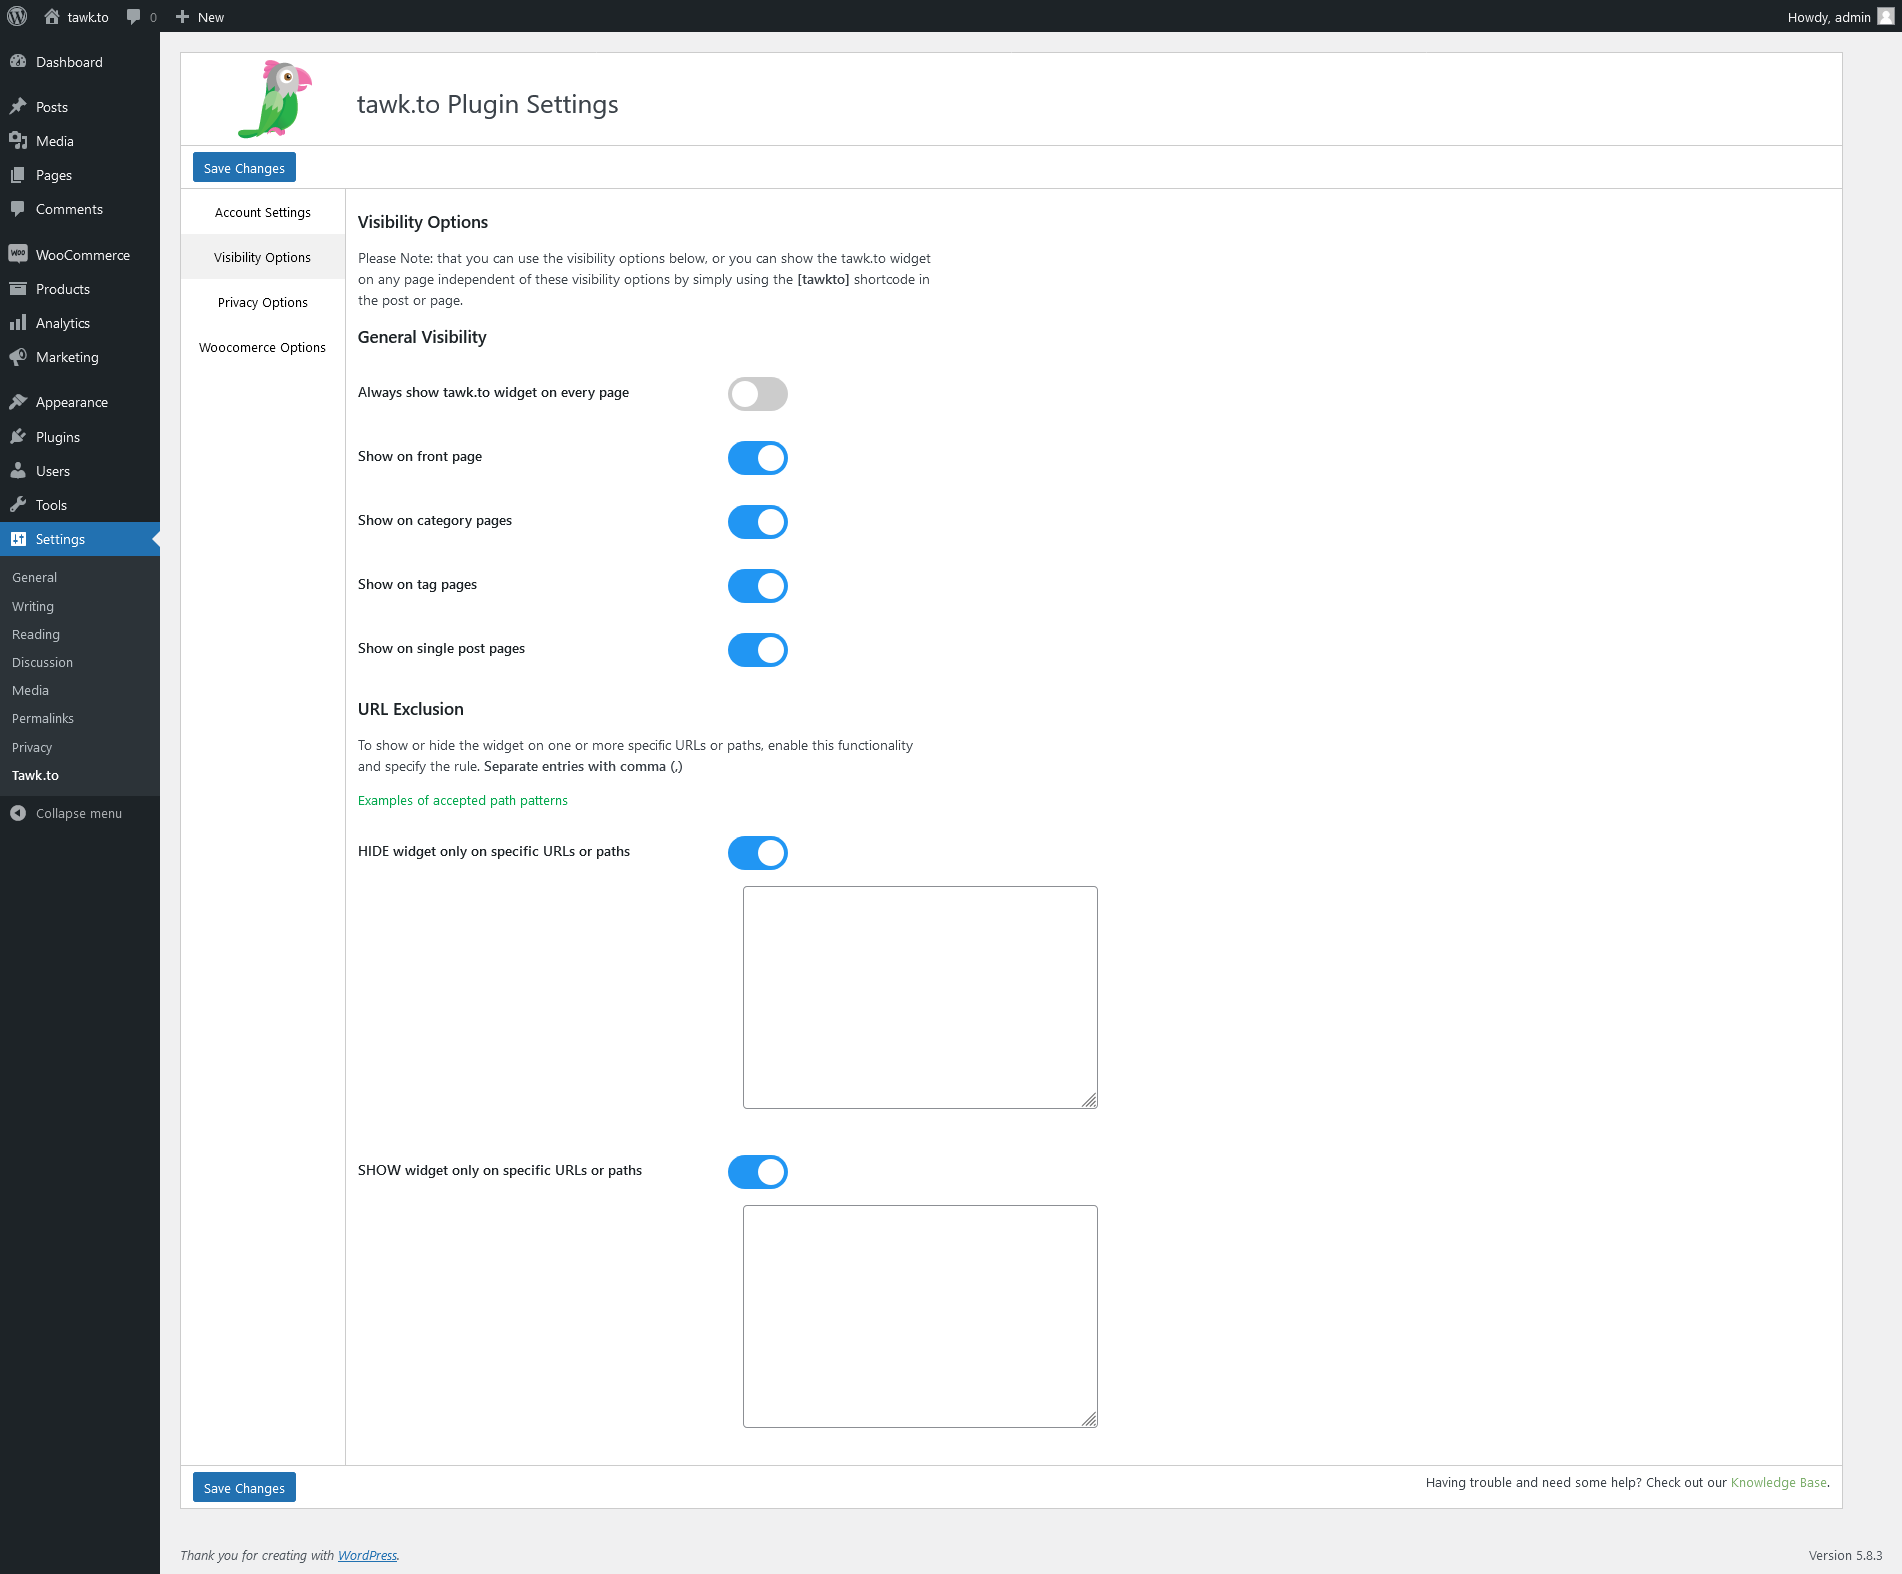 tawk.to
0
New
Howdy, admin
Dashboard
Posts
Media
Pages
Comments
WOO
WooCommerce
Products
Analytics
Marketing
Appearance
Plugins
Users
Tools
Settings
General
Writing
Reading
Discussion
Media
Permalinks
Privacy
Tawk.to
Collapse menu
tawk.to Plugin Settings
Save Changes
Account Settings
Visibility Options
Privacy Options
Woocomerce Options
Visibility Options
Please Note: that you can use the visibility options below, or you can show the tawk.to widget
on any page independent of these visibility options by simply using the [tawkto] shortcode in
the post or page.
General Visibility
Always show tawk.to widget on every page
Show on front page
Show on category pages
Show on tag pages
Show on single post pages
URL Exclusion
To show or hide the widget on one or more specific URLs or paths, enable this functionality
and specify the rule. Separate entries with comma (,)
Examples of accepted path patterns
HIDE widget only on specific URLs or paths
SHOW widget only on specific URLs or paths
Save Changes
Having trouble and need some help? Check out our Knowledge Base.
Thank you for creating with WordPress.
Version 5.8.3